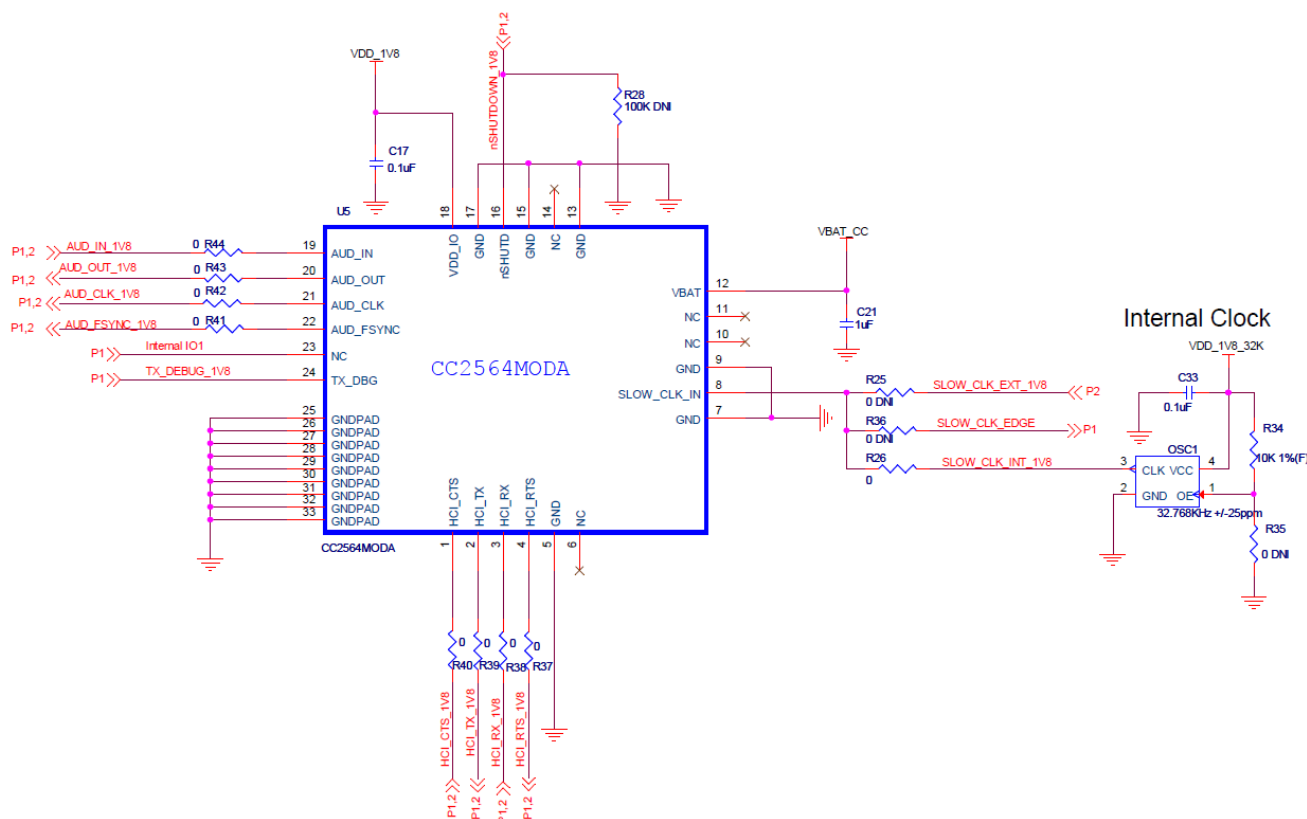 P1,2
VDD_1V8
nSHUTDOWN_1V8
R28
100K DNI
C17
0.1uF
U5
18
17
16
15
14
13
VDD_IO
GND
nSHUTD
GND
NC
GND
P1,2
AUD_IN_1V8
0
R44
19
AUD_IN
P1,2
AUD_OUT_1V8
0
R43
20
AUD_OUT
P1,2
AUD_CLK_1V8
0
R42
21
AUD_CLK
P1,2
AUD_FSYNC_1V8
0
R41
22
AUD_FSYNC
P1
Internal IO1
23
NC
P1
TX_DEBUG_1V8
24
TX_DBG
CC2564MODA
25
GNDPAD
26
GNDPAD
27
GNDPAD
28
GNDPAD
29
GNDPAD
30
GNDPAD
31
GNDPAD
32
GNDPAD
33
GNDPAD
CC2564MODA
VBAT_CC
VBAT
12
NC
11
NC
10
GND
9
SLOW_CLK_IN
8
GND
7
C21
1uF
R25
0 DNI
SLOW_CLK_EXT_1V8
P2
R36
0 DNI
SLOW_CLK_EDGE
P1
R26
0
SLOW_CLK_INT_1V8
Internal Clock
VDD_1V8_32K
C33
0.1uF
R34
10K 1%(F)
OSC1
3
CLK
VCC
4
2
GND
OE
1
32.768KHz +/-25ppm
R35
0 DNI
HCI_CTS
HCI_TX
HCI_RX
HCI_RTS
GND
NC
1
2
3
4
5
6
0
R40
0
R39
0
R38
0
R37
HCI_CTS_1V8
HCI_TX_1V8
HCI_RX_1V8
HCI_RTS_1V8
P1,2
P1,2
P1,2
P1,2